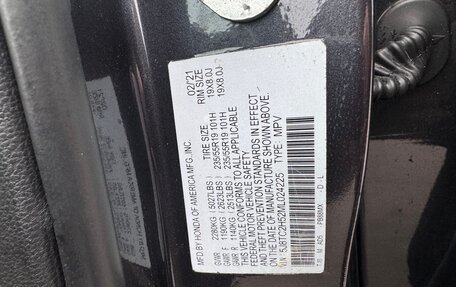 MFD. BY HONDA OF AMERICA MFG., INC. 02/'21
TIRE SIZE RIM SIZE
GVWR 2280KG (5027LBS)
GAWR F 1190KG (2623LBS) 235/55R19 101H 19X8.0J
GAWR R 1140KG (2513LBS) 235/55R19 101H 19X8.0J
THIS VEHICLE CONFORMS TO ALL APPLICABLE
FEDERAL MOTOR VEHICLE SAFETY
AND THEFT PREVENTION STANDARDS IN EFFECT
ON THE DATE OF MANUFACTURE SHOWN ABOVE.
5J8TC2H52ML024225 TYPE: MPV
D L